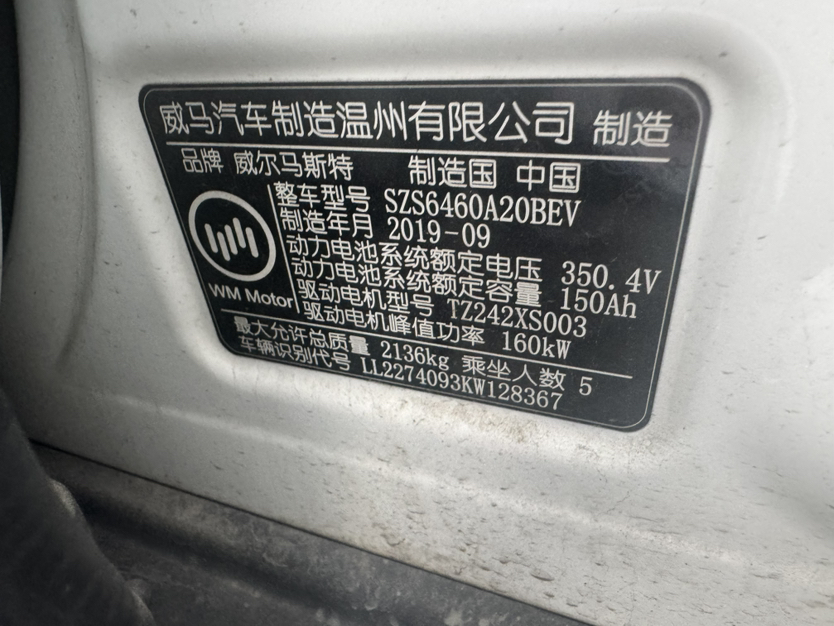 威马汽车制造温州有限公司 制造
品牌 威尔马斯特 制造国 中国
整车型号 SZS6460A20BEV
制造年月 2019-09
动力电池系统额定电压 350.4V
动力电池系统额定容量 150Ah
驱动电机型号 TZ242XS003
驱动电机峰值功率 160kW
WM Motor
最大允许总质量 2136kg 乘坐人数 5
车辆识别代号 LL2274093KW128367